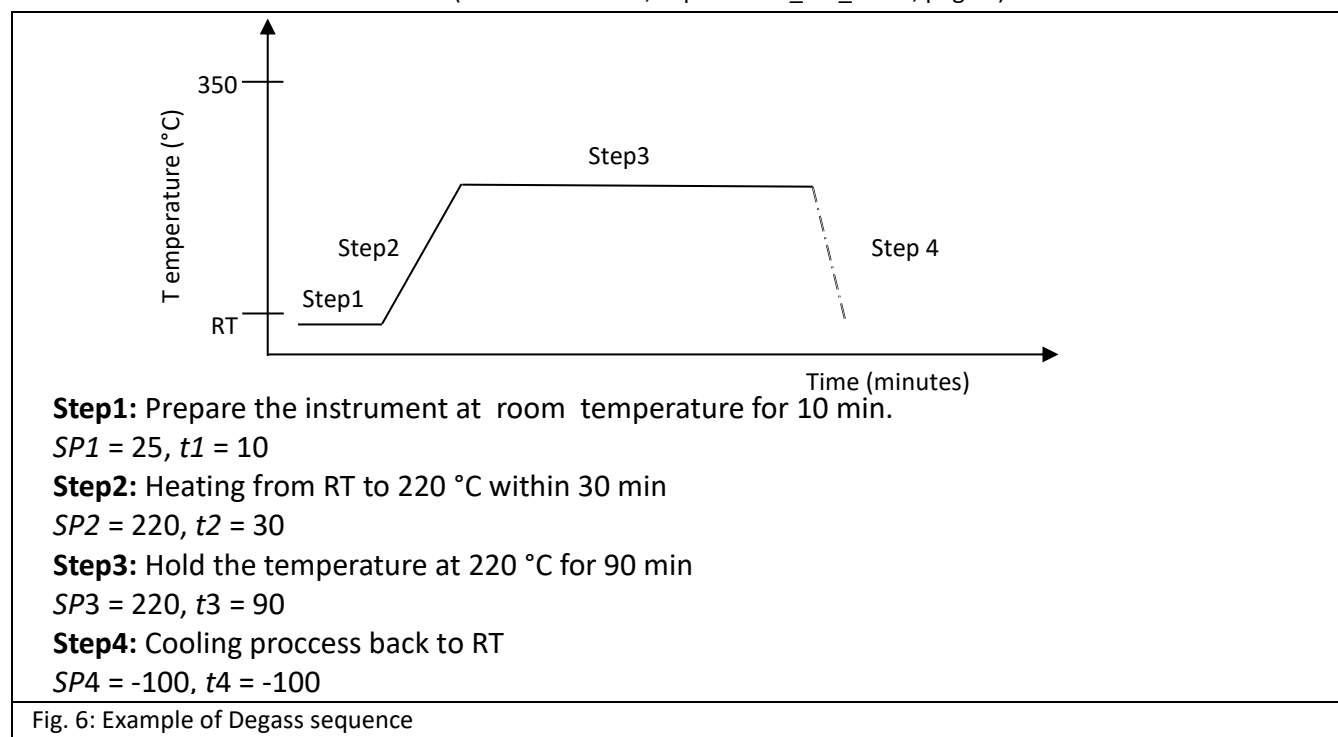 350
Temperature (°C)
Step3
Step2
Step 4
Step1
RT
Time (minutes)
Step1: Prepare the instrument at room temperature for 10 min.
SP1 = 25, t1 = 10
Step2: Heating from RT to 220 °C within 30 min
SP2 = 220, t2 = 30
Step3: Hold the temperature at 220 °C for 90 min
SP3 = 220, t3 = 90
Step4: Cooling proccess back to RT
SP4 = -100, t4 = -100
Fig. 6: Example of Degass sequence